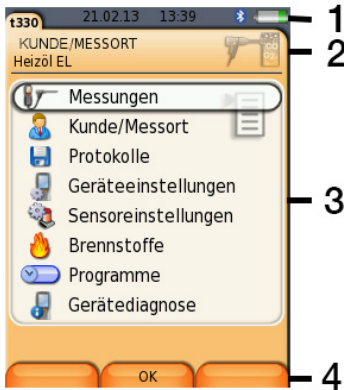 t330 21.02.13 13:39 1
KUNDE/MESSORT 2
Heizöl EL
Messungen
Kunde/Messort
Protokolle
Geräteeinstellungen
Sensoreinstellungen 3
Brennstoffe
Programme
Gerätediagnose
OK 4